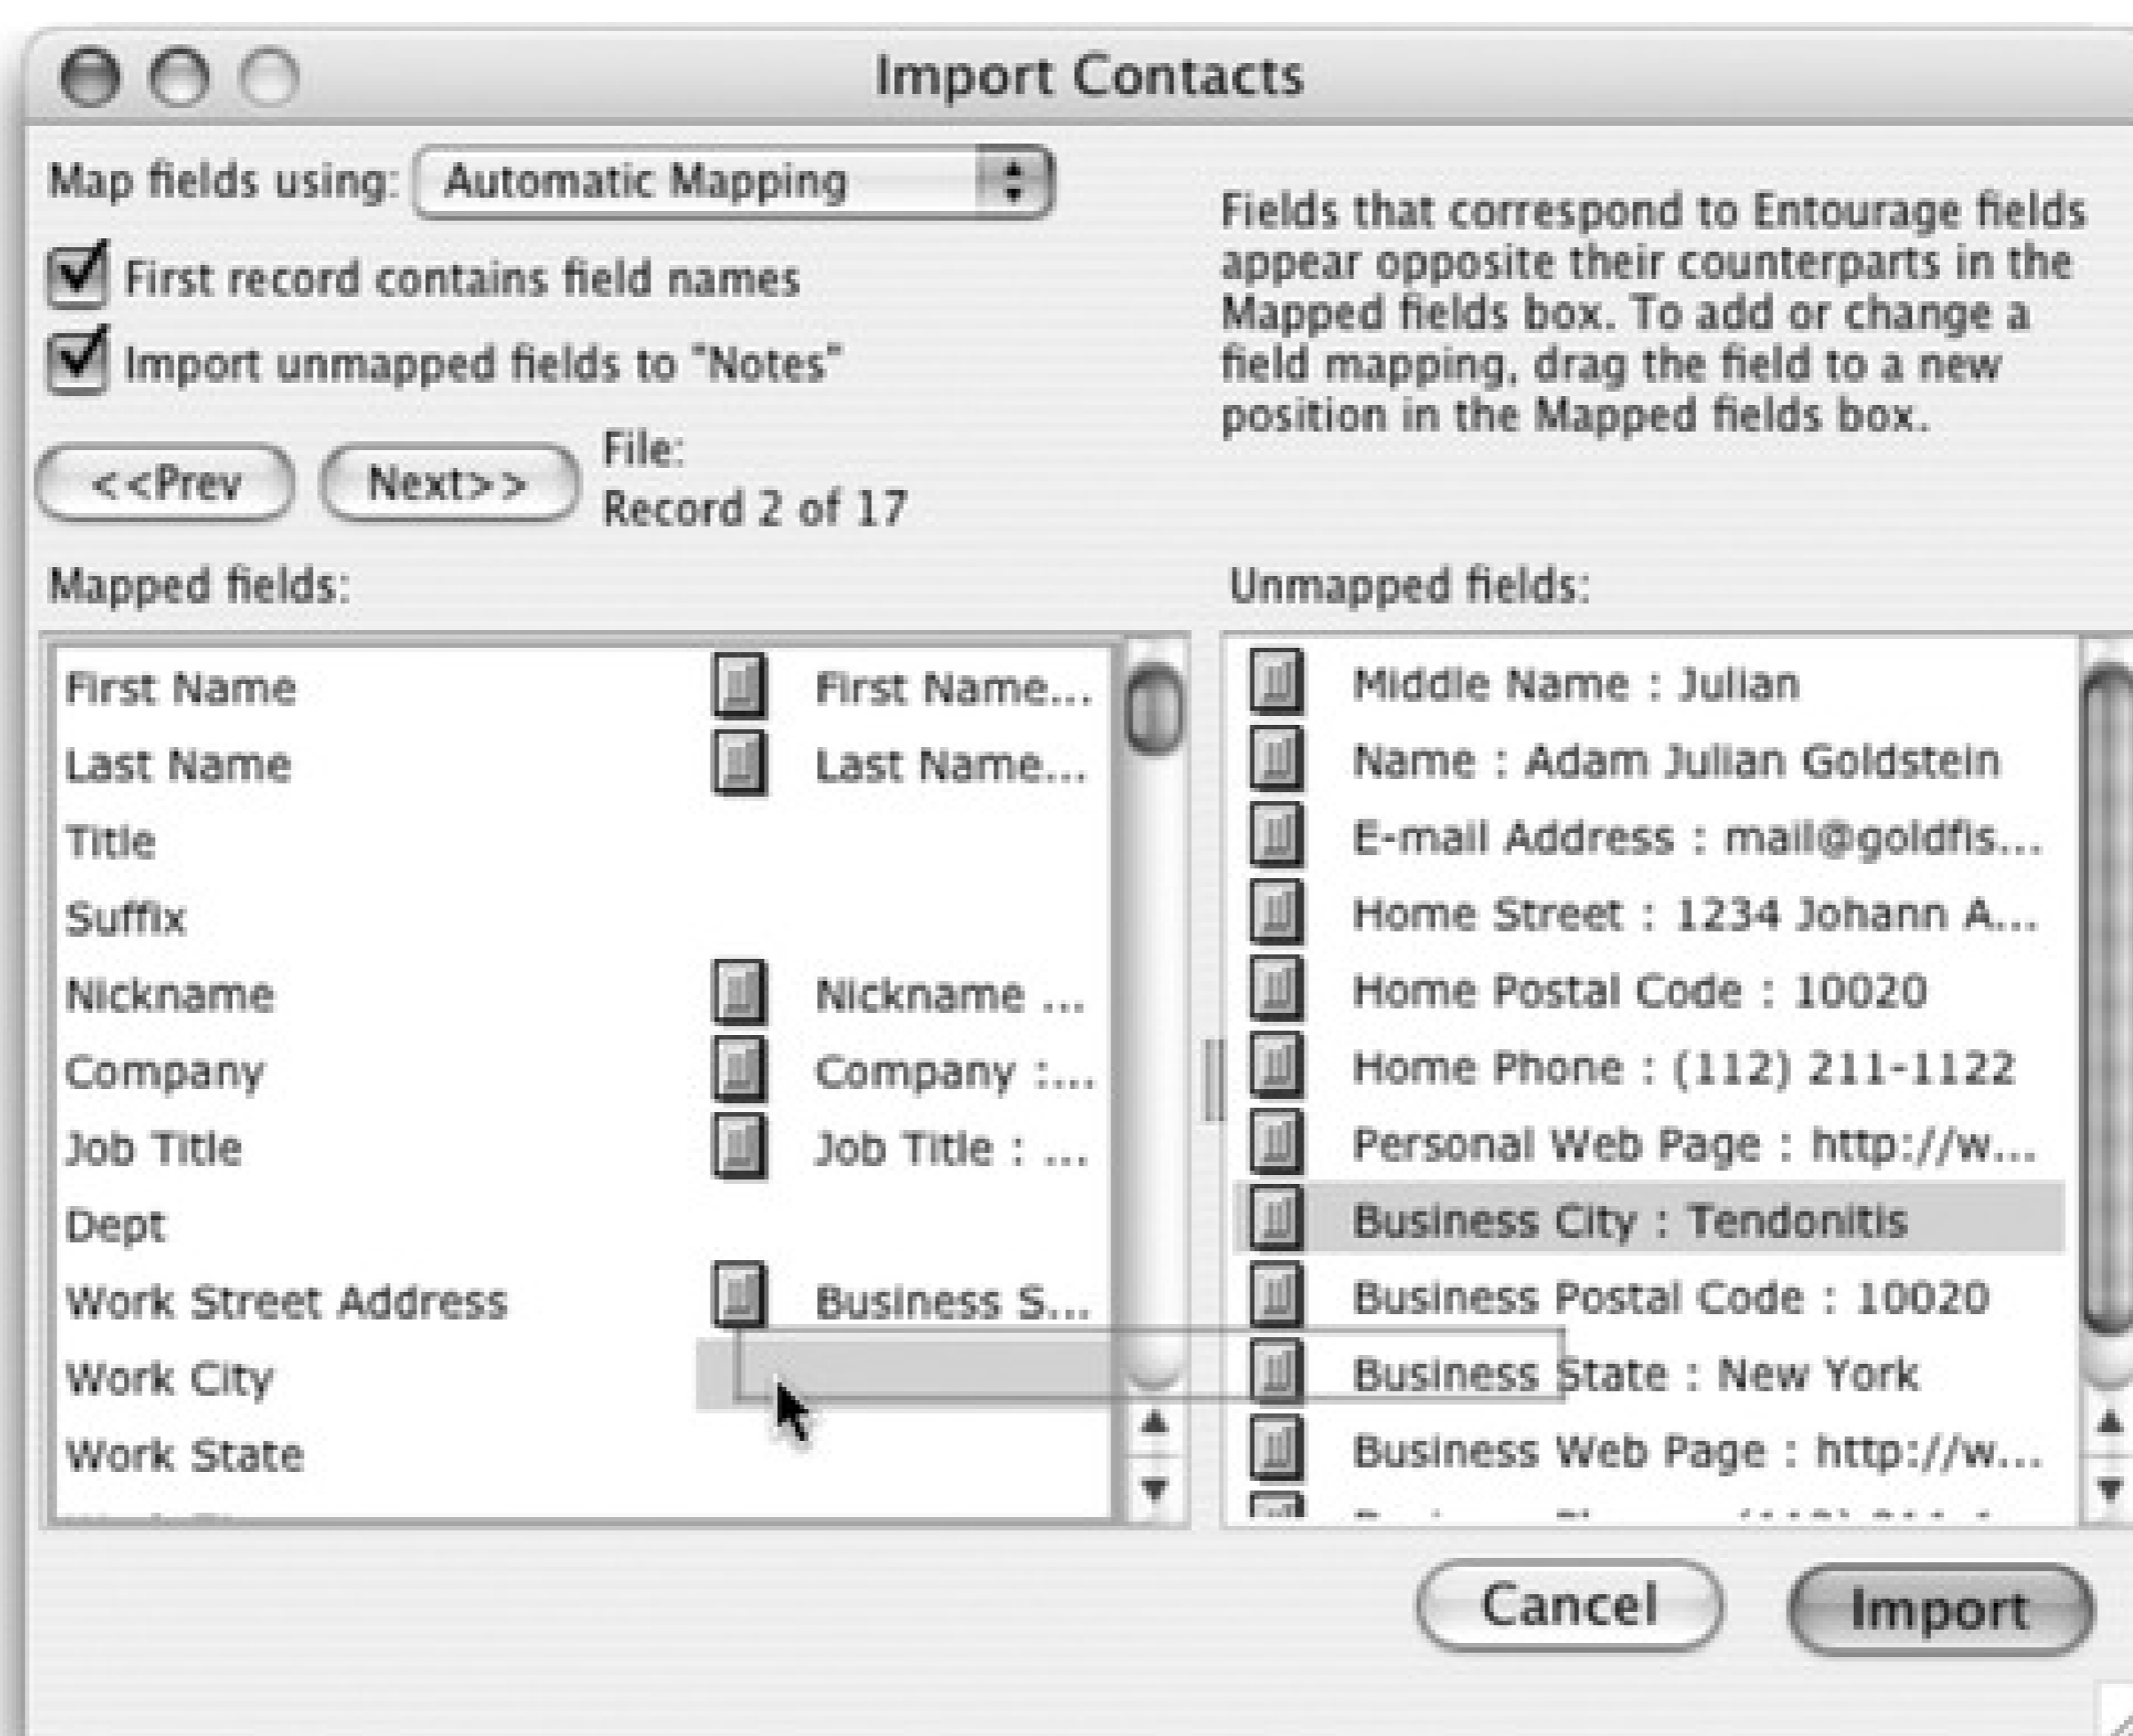 Import Contacts
Map fields using: Automatic Mapping
First record contains field names
Import unmapped fields to "Notes"
<<Prev
Next>>
File:
Record 2 of 17
Fields that correspond to Entourage fields
appear opposite their counterparts in the
Mapped fields box. To add or change a
field mapping, drag the field to a new
position in the Mapped fields box.
Mapped fields:
First Name First Name...
Last Name Last Name...
Title
Suffix
Nickname Nickname ...
Company Company :...
Job Title Job Title : ...
Dept
Work Street Address Business S...
Work City
Work State
Unmapped fields:
Middle Name : Julian
Name : Adam Julian Goldstein
E-mail Address : mail@goldfis...
Home Street : 1234 Johann A...
Home Postal Code : 10020
Home Phone : (112) 211-1122
Personal Web Page : http://w...
Business City : Tendonitis
Business Postal Code : 10020
Business State : New York
Business Web Page : http://w...
Cancel
Import